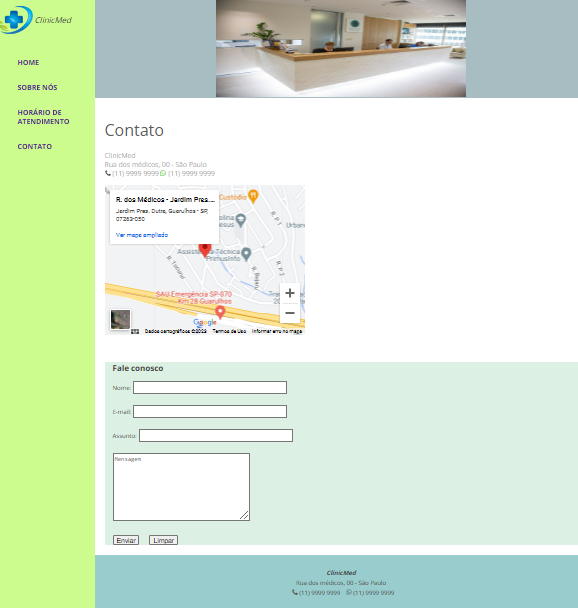 ClinicMed
HOME
SOBRE NÓS
HORÁRIO DE
ATENDIMENTO
CONTATO
Contato
ClinicMed
Rua dos médicos, 00 - São Paulo
(11) 9999 9999 (11) 9999 9999
R. dos Médicos - Jardim Pres....
Jardim Pres. Dutra, Guarulhos - SP,
07263-050
Ver mapa ampliado
Custódio
R. P 1
Assistência Técnica
PrimusInfo
R. P 2
SAU Emergência SP-070
Km 28 Guarulhos
Google
Dados cartográficos ©2023 Termos de Uso Informar erro no mapa
Fale conosco
Nome:
E-mail:
Assunto:
Mensagem
Enviar Limpar
ClinicMed
Rua dos médicos, 00 - São Paulo
(11) 9999 9999 (11) 9999 9999